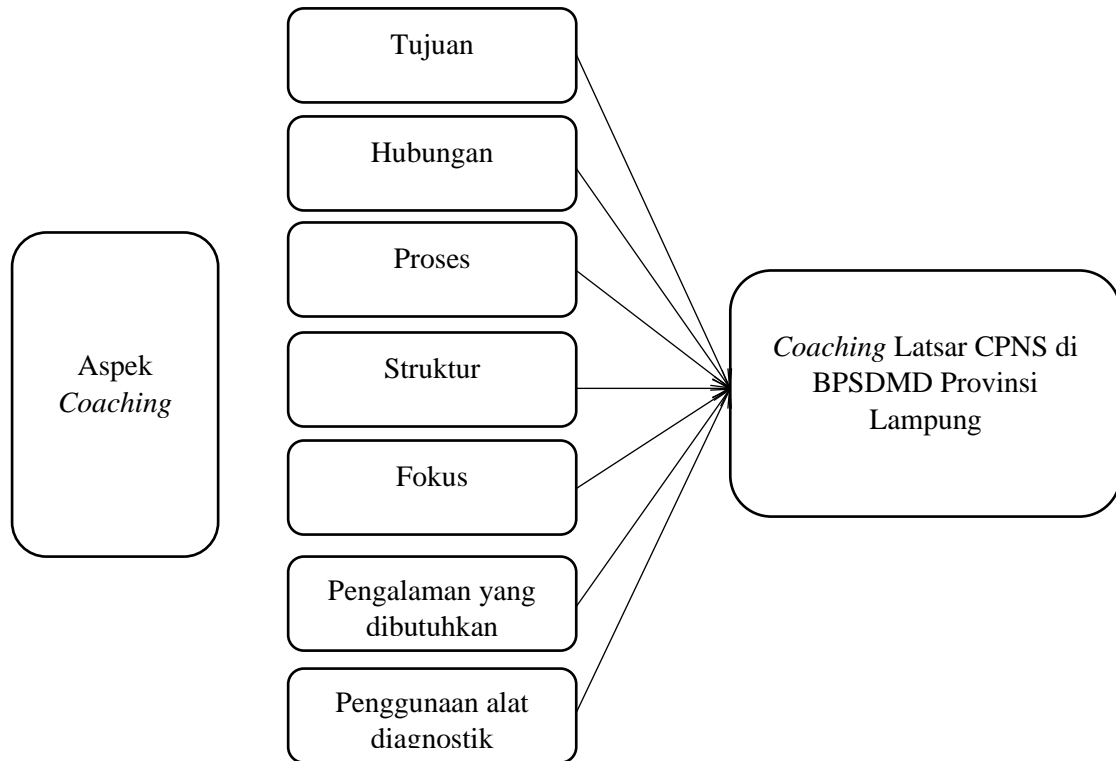 Aspek
Coaching
Tujuan
Hubungan
Proses
Struktur
Fokus
Pengalaman yang
dibutuhkan
Penggunaan alat
diagnostik
Coaching Latsar CPNS di
BPSDMD Provinsi
Lampung